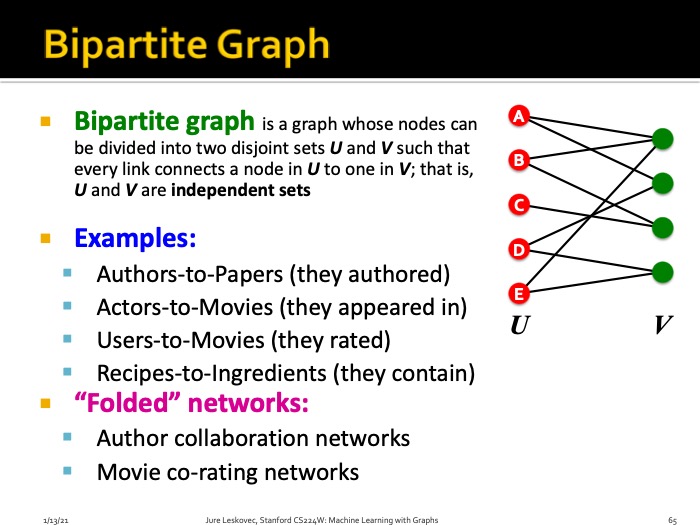 Bipartite Graph
Bipartite graph is a graph whose nodes can
be divided into two disjoint sets U and V such that
every link connects a node in U to one in V; that is,
U and V are independent sets
Examples:
Authors-to-Papers (they authored)
Actors-to-Movies (they appeared in)
Users-to-Movies (they rated)
Recipes-to-Ingredients (they contain)
“Folded” networks:
Author collaboration networks
Movie co-rating networks
A
B
C
D
E
U V
1/13/21 Jure Leskovec, Stanford CS224W: Machine Learning with Graphs 65